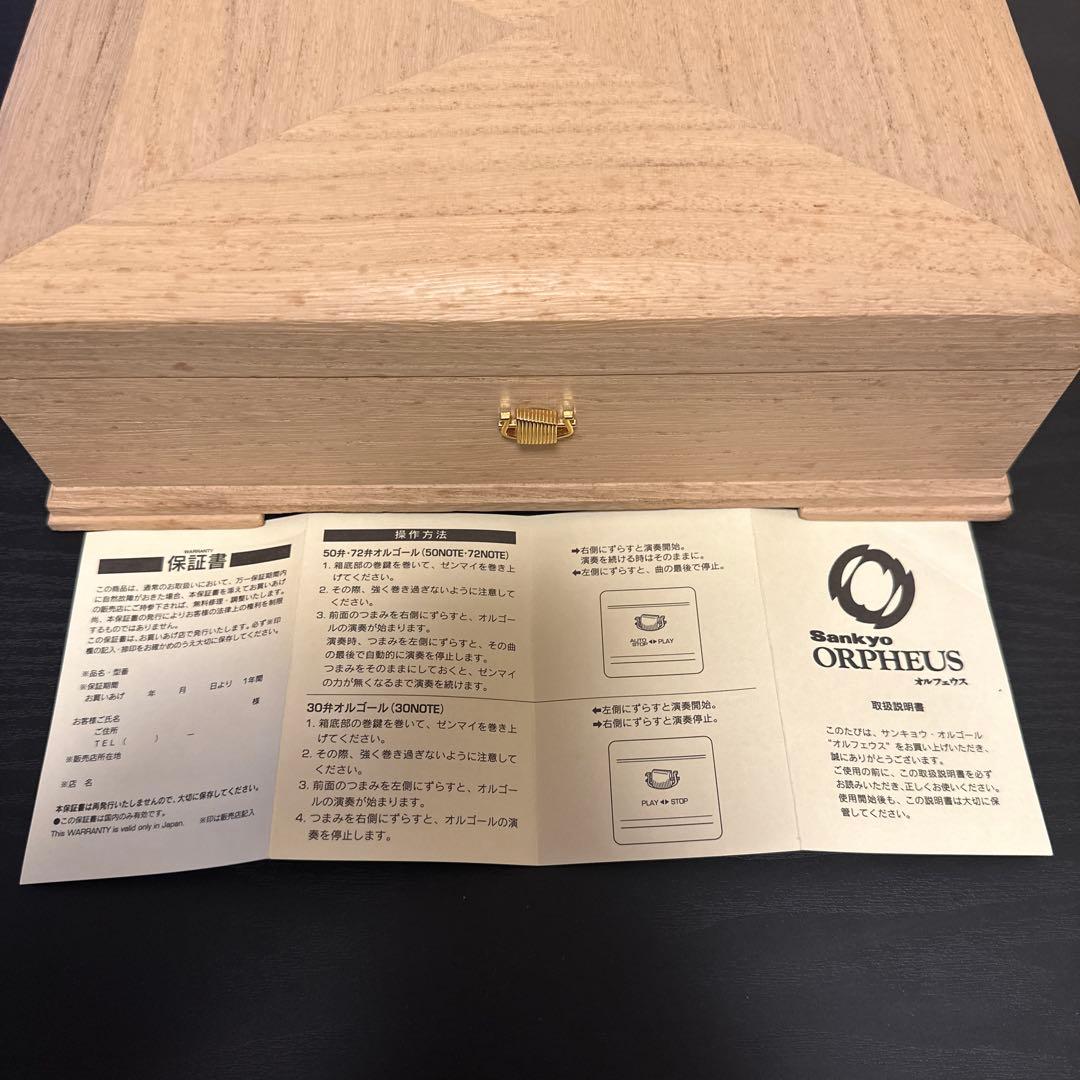 WARRANTY
保証書
この商品は、通常のお取扱いにおいて、万一保証期間内
に自然故障がおきた場合、本保証書を添えてお買いあげ
の販売店にご持参下されば、無料修理・調整いたします。
尚、本保証書の発行によりお客様の法律上の権利を制限
するものではありません。
この保証書は、お買いあげ店で発行いたします。必ず※印
欄の記入・捺印をお確かめのうえ大切に保存してください。
※品名・型番
※保証期間
お買いあげ 年 月 日より 1年間
様
お客様ご氏名
ご住所
TEL ( ) ー
※販売店所在地
※店 名
本保証書は再発行いたしませんので、大切に保存してください。
●この保証書は国内のみ有効です。
This WARRANTY is valid only in Japan. ※印は販売店記入
操作方法
50弁・72弁オルゴール(50NOTE・72NOTE)
1. 箱底部の巻鍵を巻いて、ゼンマイを巻き上
げてください。
2. その際、強く巻き過ぎないように注意して
ください。
3. 前面のつまみを右側にずらすと、オルゴー
ルの演奏が始まります。
演奏時、つまみを左側にずらすと、その曲
の最後で自動的に演奏を停止します。
つまみをそのままにしておくと、ゼンマイ
の力が無くなるまで演奏を続けます。
➡右側にずらすと演奏開始。
演奏を続ける時はそのままに。
⬅左側にずらすと、曲の最後で停止。
AUTO
STOP ◀▶ PLAY
30弁オルゴール(30NOTE)
1. 箱底部の巻鍵を巻いて、ゼンマイを巻き上
げてください。
2. その際、強く巻き過ぎないように注意して
ください。
3. 前面のつまみを左側にずらすと、オルゴー
ルの演奏が始まります。
4. つまみを右側にずらすと、オルゴールの演
奏を停止します。
⬅左側にずらすと演奏開始。
➡右側にずらすと演奏停止。
PLAY ◀▶ STOP
Sankyo
ORPHEUS
オルフェウス
取扱説明書
このたびは、サンキョウ・オルゴール
“オルフェウス”をお買い上げいただき、
誠にありがとうございます。
ご使用の前に、この取扱説明書を必ず
お読みいただき、正しくお使いください。
使用開始後も、この説明書は大切に保
管してください。